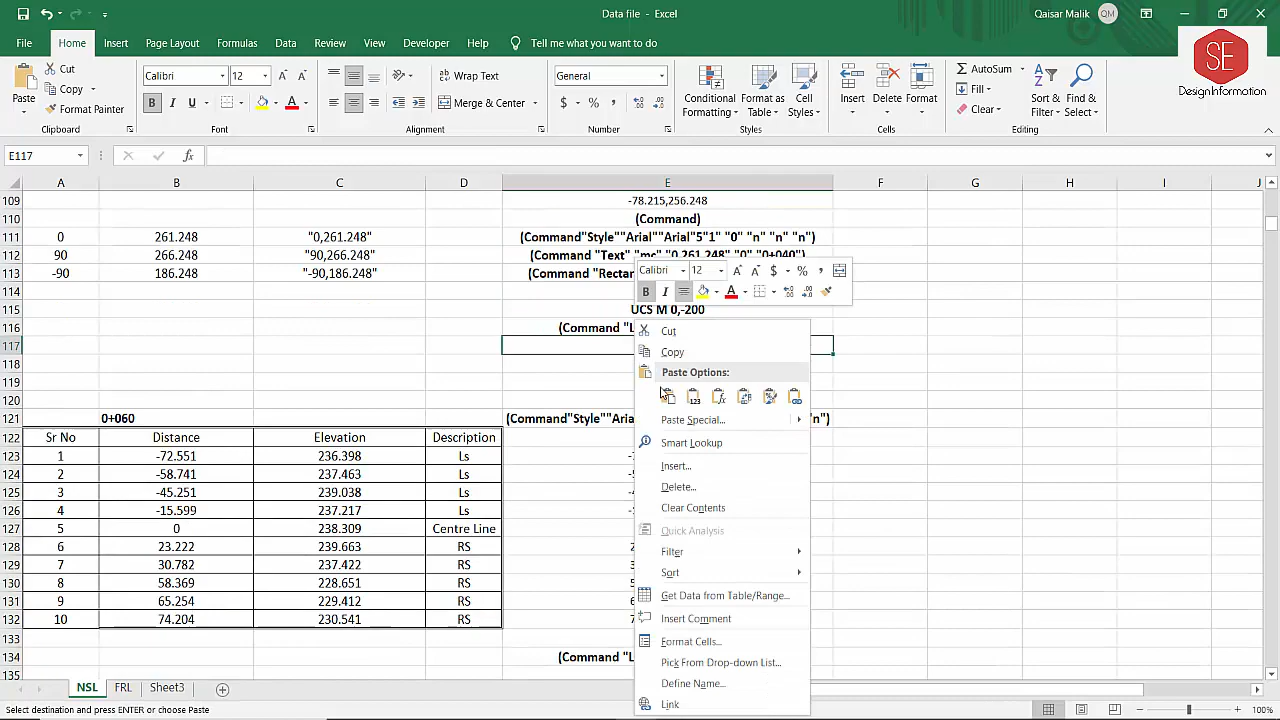 Data file - Excel
Qaisar Malik QM
File Home Insert Page Layout Formulas Data Review View Developer Help Tell me what you want to do
SE
Design Information
Paste
Cut
Copy
Format Painter
Clipboard
Calibri 12
B I U
Font
Wrap Text
Merge & Center
Alignment
General
$ % ,
Number
Conditional Formatting
Format as Table
Cell Styles
Styles
Insert Delete Format
Cells
AutoSum
Fill
Clear
Sort & Filter
Find & Select
Editing
E117
fx
A B C D E F G H I J
109 -78.215,256.248
110 (Command)
111 0 261.248 "0,261.248" (Command"Style""Arial""Arial"5"1" "0" "n" "n" "n")
112 90 266.248 "90,266.248" (Command "Text" "mc" "0,261.248" "0" "0+040")
113 -90 186.248 "-90,186.248" (Command "Rectan
114
115 UCS M 0,-200
116 (Command "L
117
118
119
120
121 0+060 (Command"Style""Arial "n")
122 Sr No Distance Elevation Description
123 1 -72.551 236.398 Ls
124 2 -58.741 237.463 Ls
125 3 -45.251 239.038 Ls
126 4 -15.599 237.217 Ls
127 5 0 238.309 Centre Line
128 6 23.222 239.663 RS
129 7 30.782 237.422 RS
130 8 58.369 228.651 RS
131 9 65.254 229.412 RS
132 10 74.204 230.541 RS
133
134 (Command "L
135
Calibri 12 A A $ % ,
B I A
Cut
Copy
Paste Options:
Paste Special...
Smart Lookup
Insert...
Delete...
Clear Contents
Quick Analysis
Filter
Sort
Get Data from Table/Range...
Insert Comment
Format Cells...
Pick From Drop-down List...
Define Name...
Link
NSL FRL Sheet3
Select destination and press ENTER or choose Paste
100%